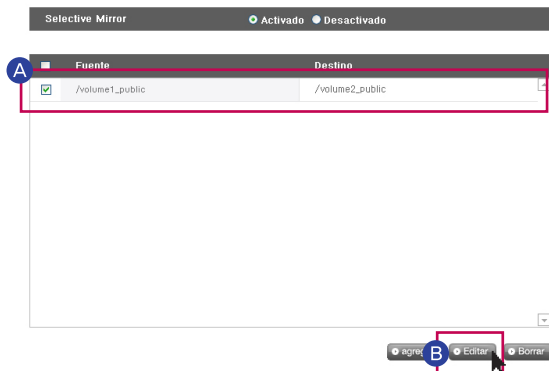 Selective Mirror Activado Desactivado
A Fuente Destino
/volume1_public /volume2_public
B Editar Borrar